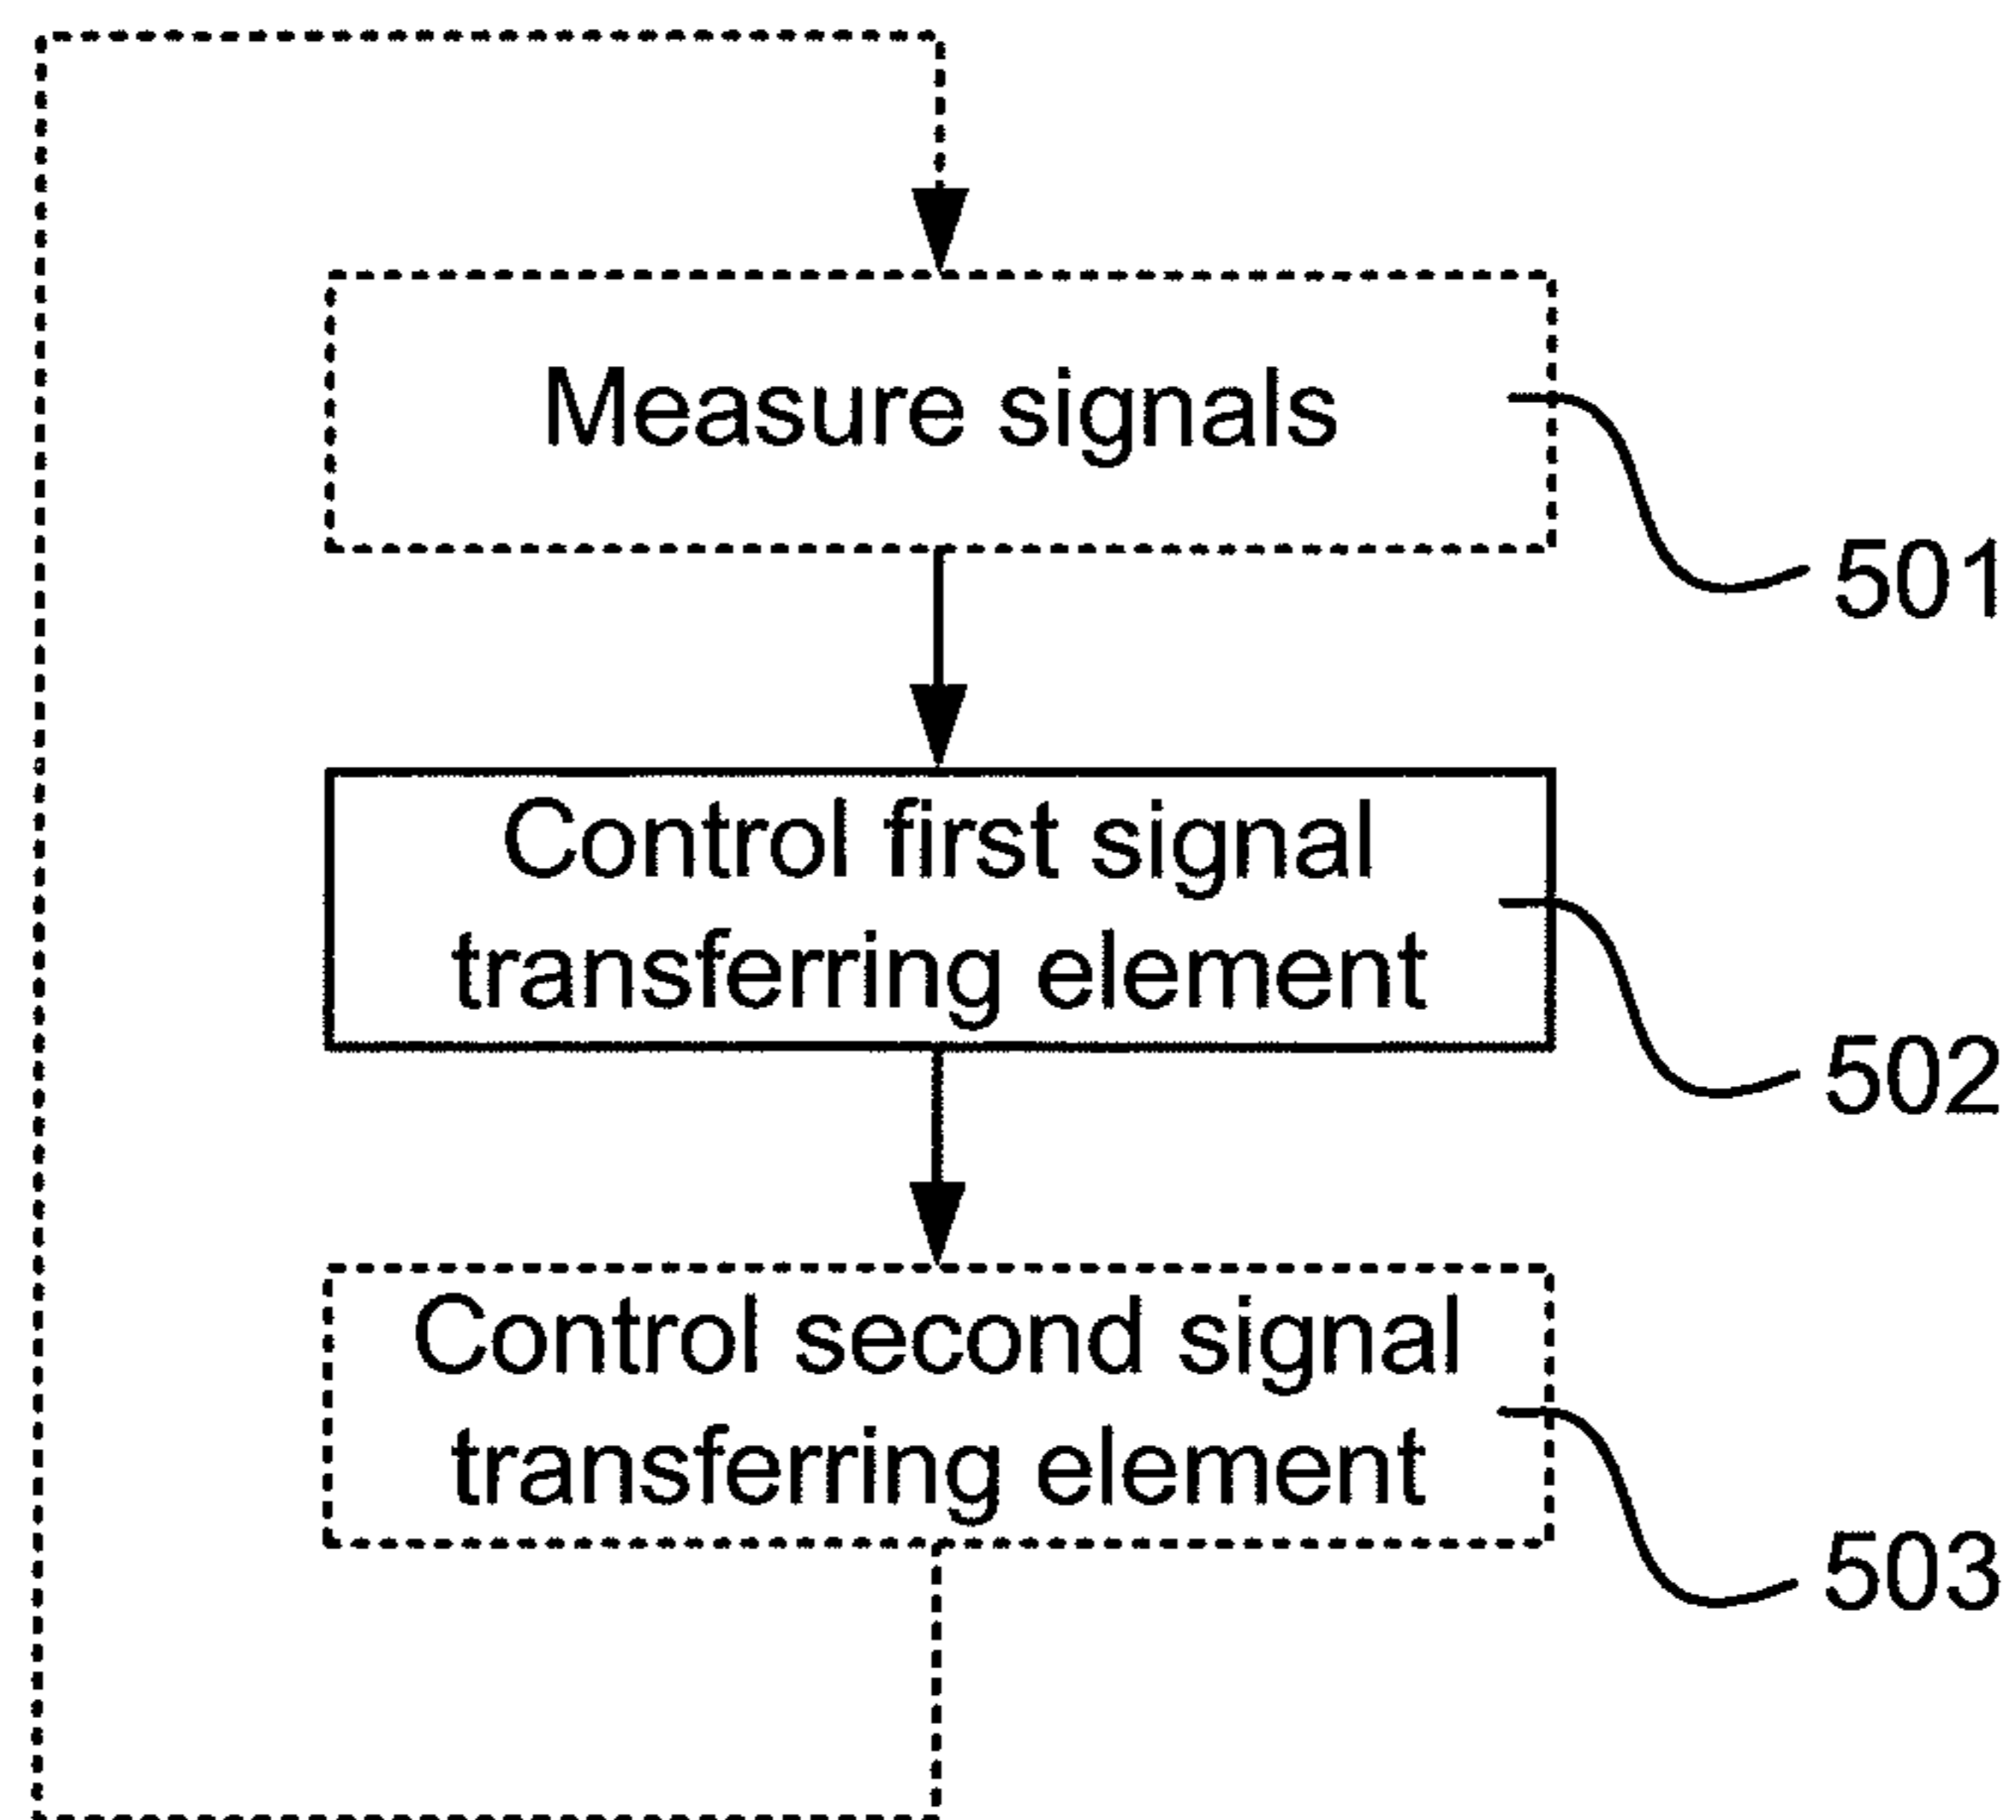 Measure signals
501
Control first signal
transferring element
502
Control second signal
transferring element
503